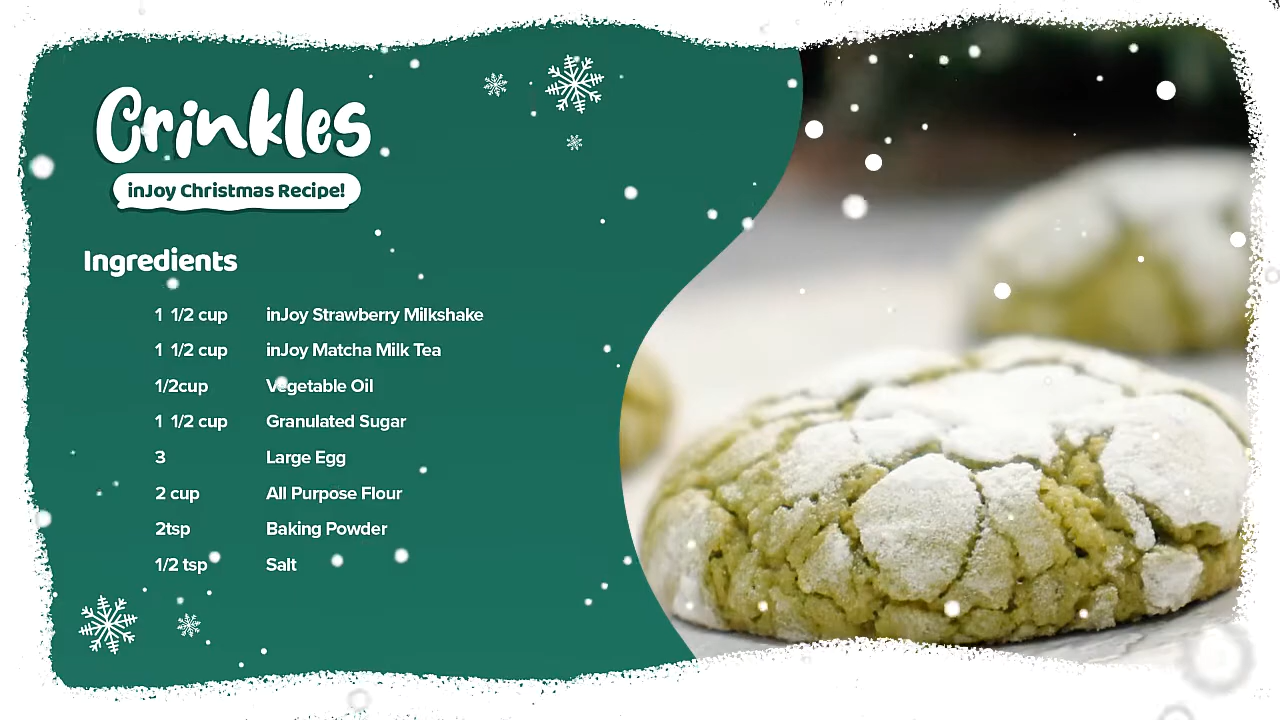 Crinkles
inJoy Christmas Recipe!
Ingredients
1 1/2 cup inJoy Strawberry Milkshake
1 1/2 cup inJoy Matcha Milk Tea
1/2cup Vegetable Oil
1 1/2 cup Granulated Sugar
3 Large Egg
2 cup All Purpose Flour
2tsp Baking Powder
1/2 tsp Salt